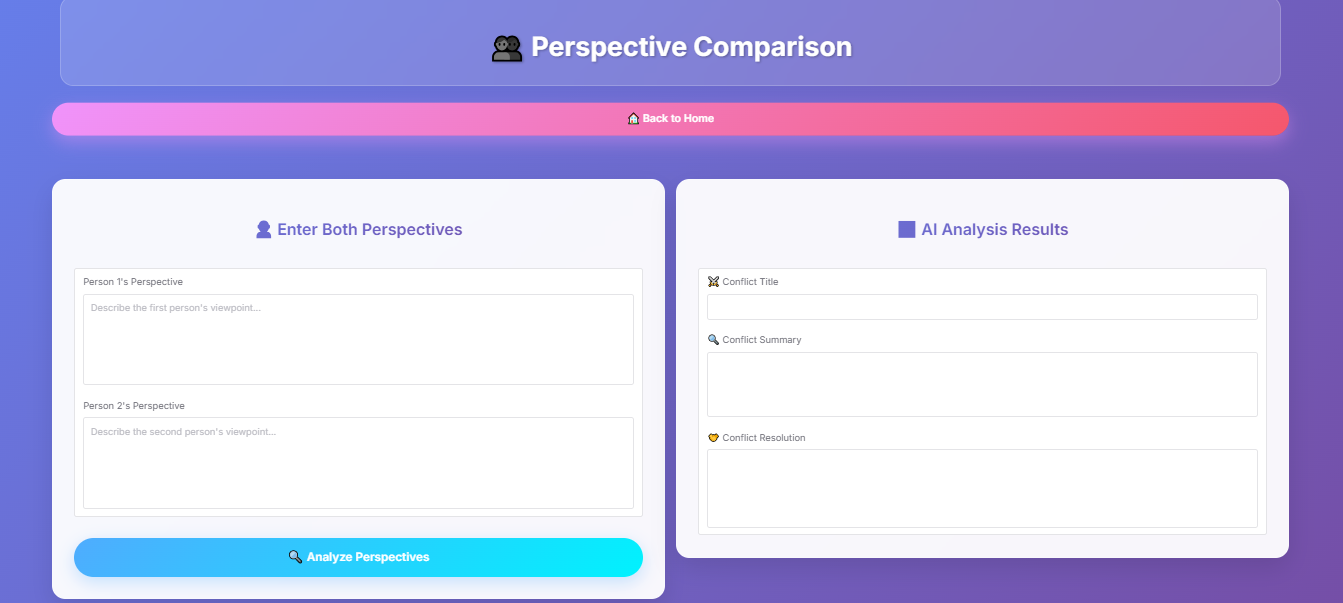 Perspective Comparison
Back to Home
Enter Both Perspectives
Person 1's Perspective
Describe the first person's viewpoint...
Person 2's Perspective
Describe the second person's viewpoint...
Analyze Perspectives
AI Analysis Results
Conflict Title
Conflict Summary
Conflict Resolution